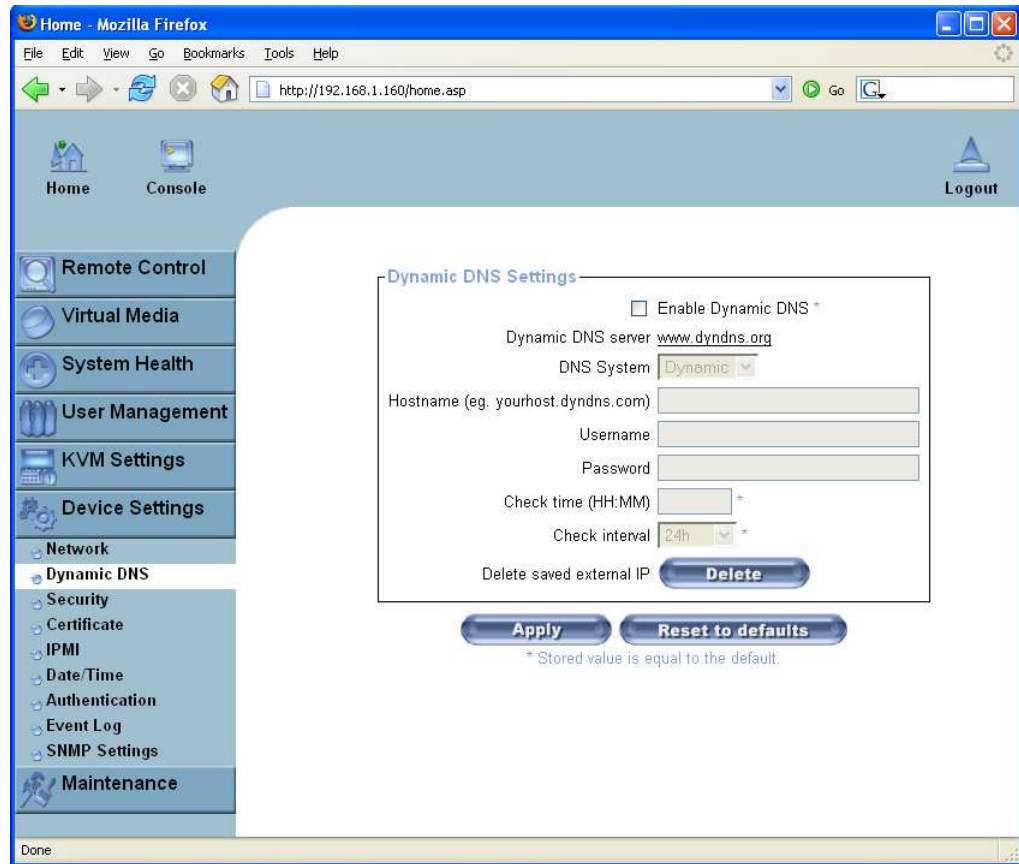 Home - Mozilla Firefox
File Edit View Go Bookmarks Tools Help
http://192.168.1.160/home.asp Go G
Home Console Logout
Remote Control
Virtual Media
System Health
User Management
KVM Settings
Device Settings
Network
Dynamic DNS
Security
Certificate
IPMI
Date/Time
Authentication
Event Log
SNMP Settings
Maintenance
Dynamic DNS Settings
Enable Dynamic DNS *
Dynamic DNS server www.dyndns.org
DNS System Dynamic
Hostname (eg. yourhost.dyndns.com)
Username
Password
Check time (HH:MM) *
Check interval 24h *
Delete saved external IP Delete
Apply Reset to defaults
* Stored value is equal to the default.
Done